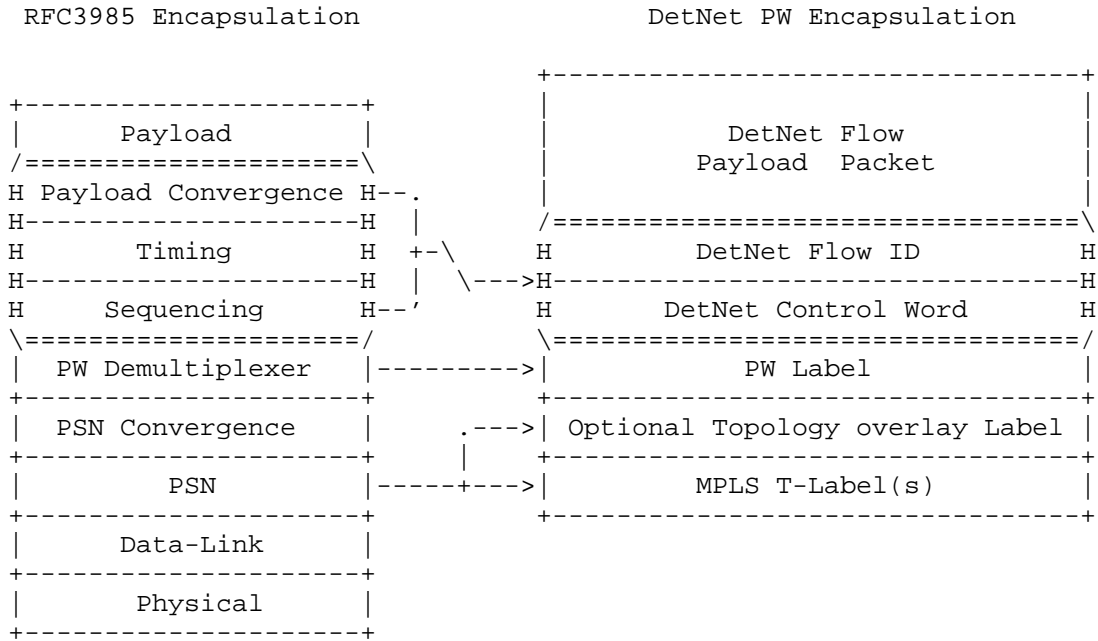 RFC3985 Encapsulation DetNet PW Encapsulation
Payload DetNet Flow
Payload Packet
Payload Convergence
Timing DetNet Flow ID
Sequencing DetNet Control Word
PW Demultiplexer PW Label
PSN Convergence Optional Topology overlay Label
PSN MPLS T-Label(s)
Data-Link
Physical